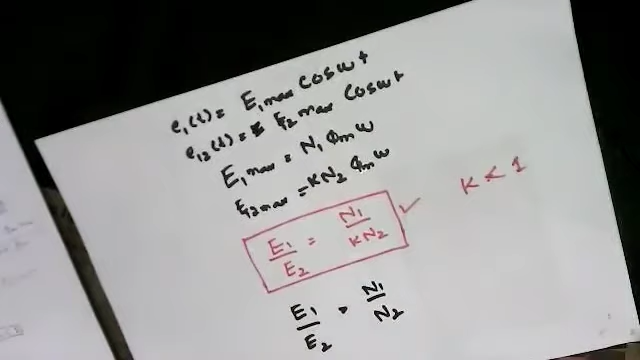 e₁(t) = E₁max Cosωt
e₁₂(t) = E₂max Cosωt
E₁max = N₁ Φm ω
E₂max = KN₂ Φm ω
E₁/E₂ = N₁/KN₂ ✓
K < 1
E₁/E₂ = N₁/N₂